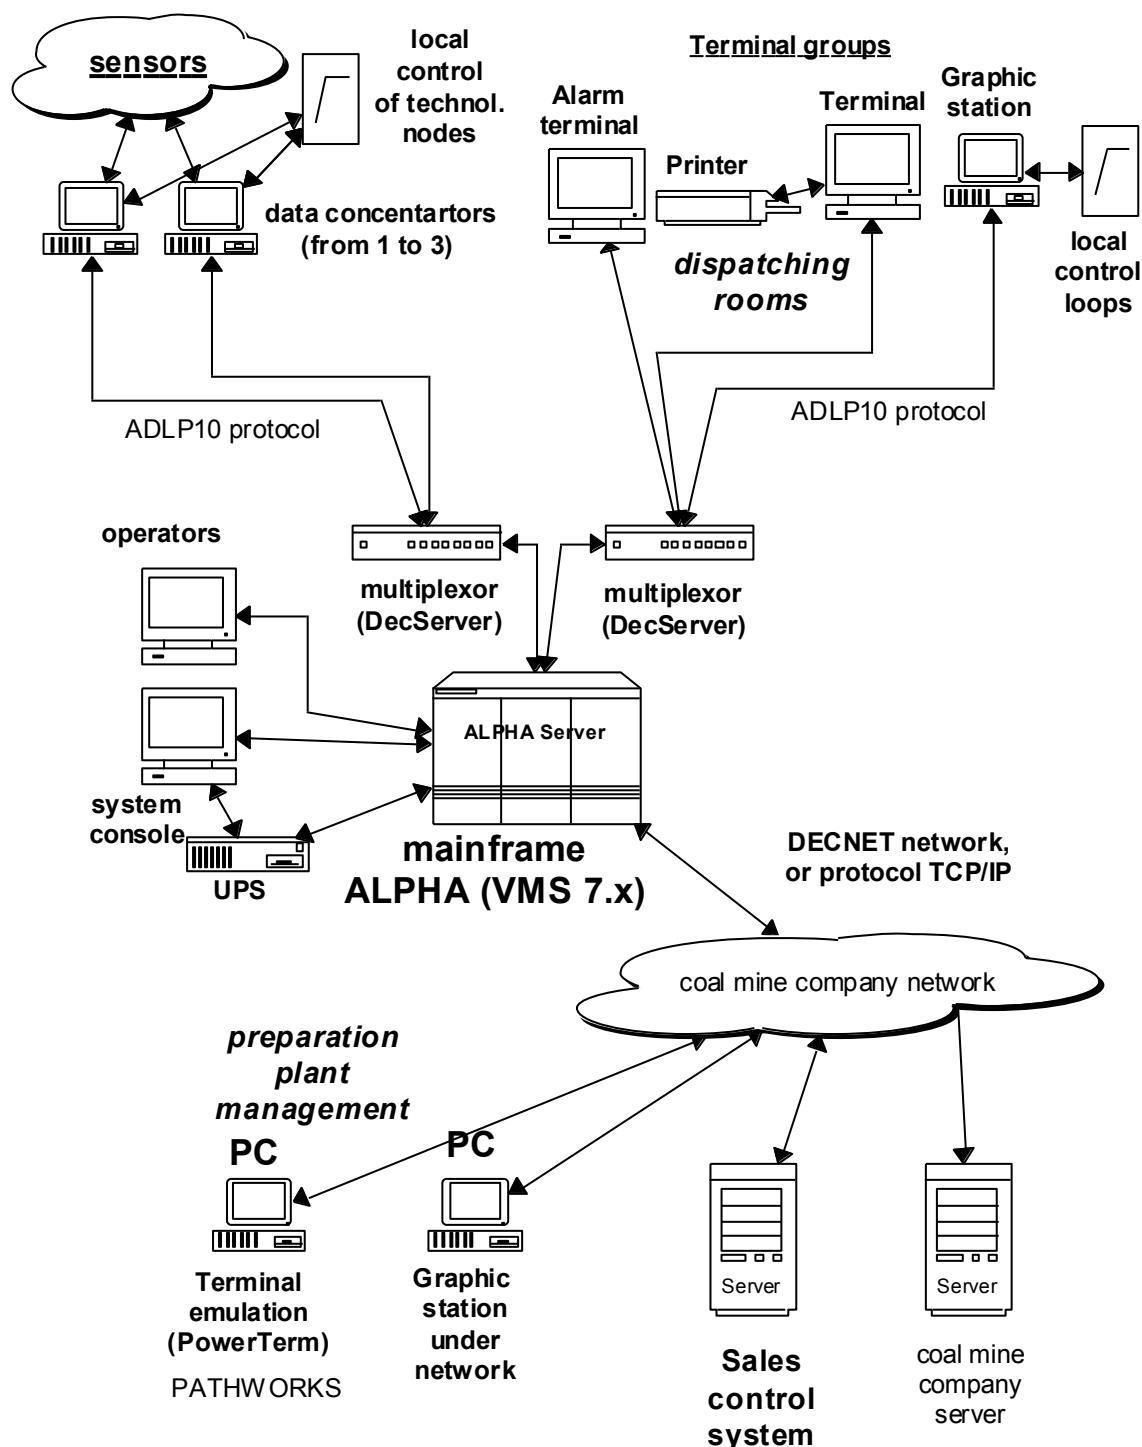 sensors
local
control
of technol.
nodes
data concentartors
(from 1 to 3)
Terminal groups
Alarm
terminal
Printer
Terminal
Graphic
station
dispatching
rooms
local
control
loops
ADLP10 protocol
ADLP10 protocol
operators
multiplexor
(DecServer)
multiplexor
(DecServer)
ALPHA Server
system
console
UPS
mainframe
ALPHA (VMS 7.x)
DECNET network,
or protocol TCP/IP
coal mine company network
preparation
plant
management
PC
PC
Terminal
emulation
(PowerTerm)
PATHWORKS
Graphic
station
under
network
Server
Sales
control
system
Server
coal mine
company
server